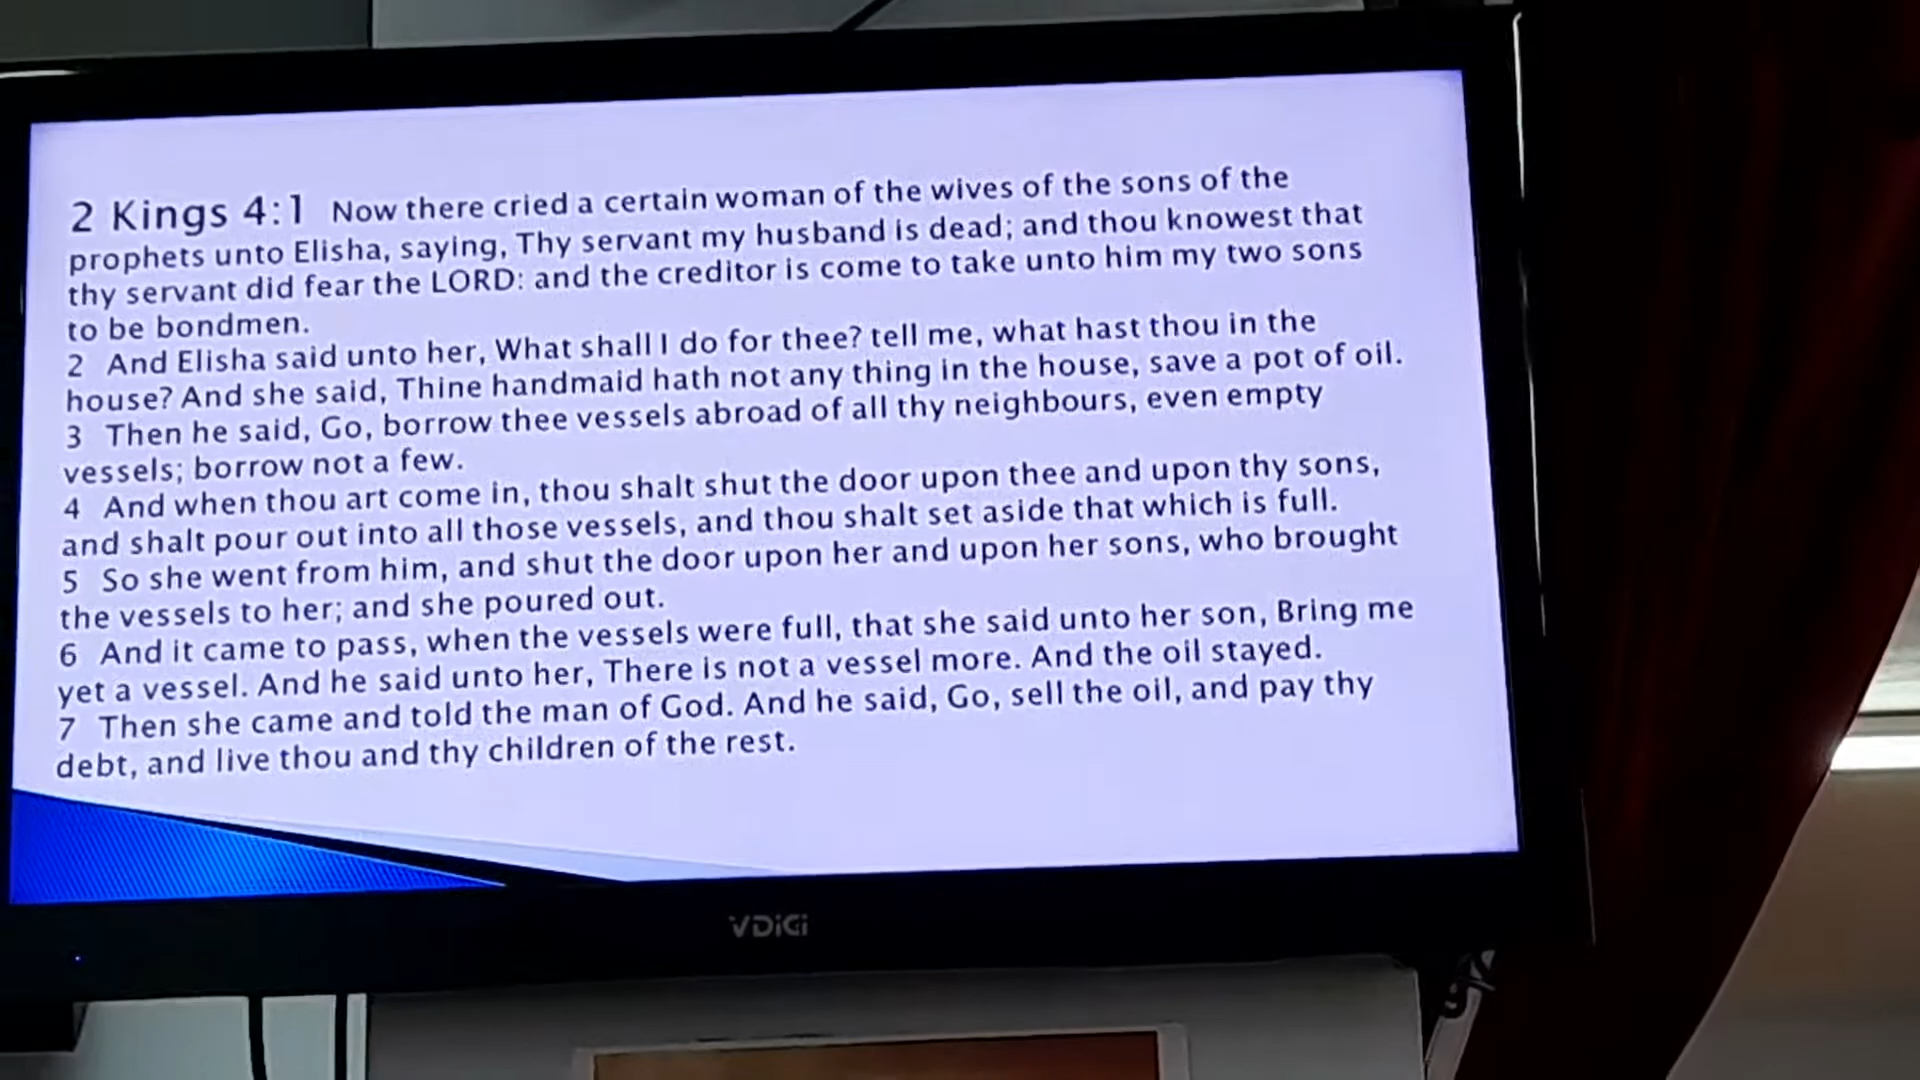 2 Kings 4:1 Now there cried a certain woman of the wives of the sons of the
prophets unto Elisha, saying, Thy servant my husband is dead; and thou knowest that
thy servant did fear the LORD: and the creditor is come to take unto him my two sons
to be bondmen.
2 And Elisha said unto her, What shall I do for thee? tell me, what hast thou in the
house? And she said, Thine handmaid hath not any thing in the house, save a pot of oil.
3 Then he said, Go, borrow thee vessels abroad of all thy neighbours, even empty
vessels; borrow not a few.
4 And when thou art come in, thou shalt shut the door upon thee and upon thy sons,
and shalt pour out into all those vessels, and thou shalt set aside that which is full.
5 So she went from him, and shut the door upon her and upon her sons, who brought
the vessels to her; and she poured out.
6 And it came to pass, when the vessels were full, that she said unto her son, Bring me
yet a vessel. And he said unto her, There is not a vessel more. And the oil stayed.
7 Then she came and told the man of God. And he said, Go, sell the oil, and pay thy
debt, and live thou and thy children of the rest.
VDiGi